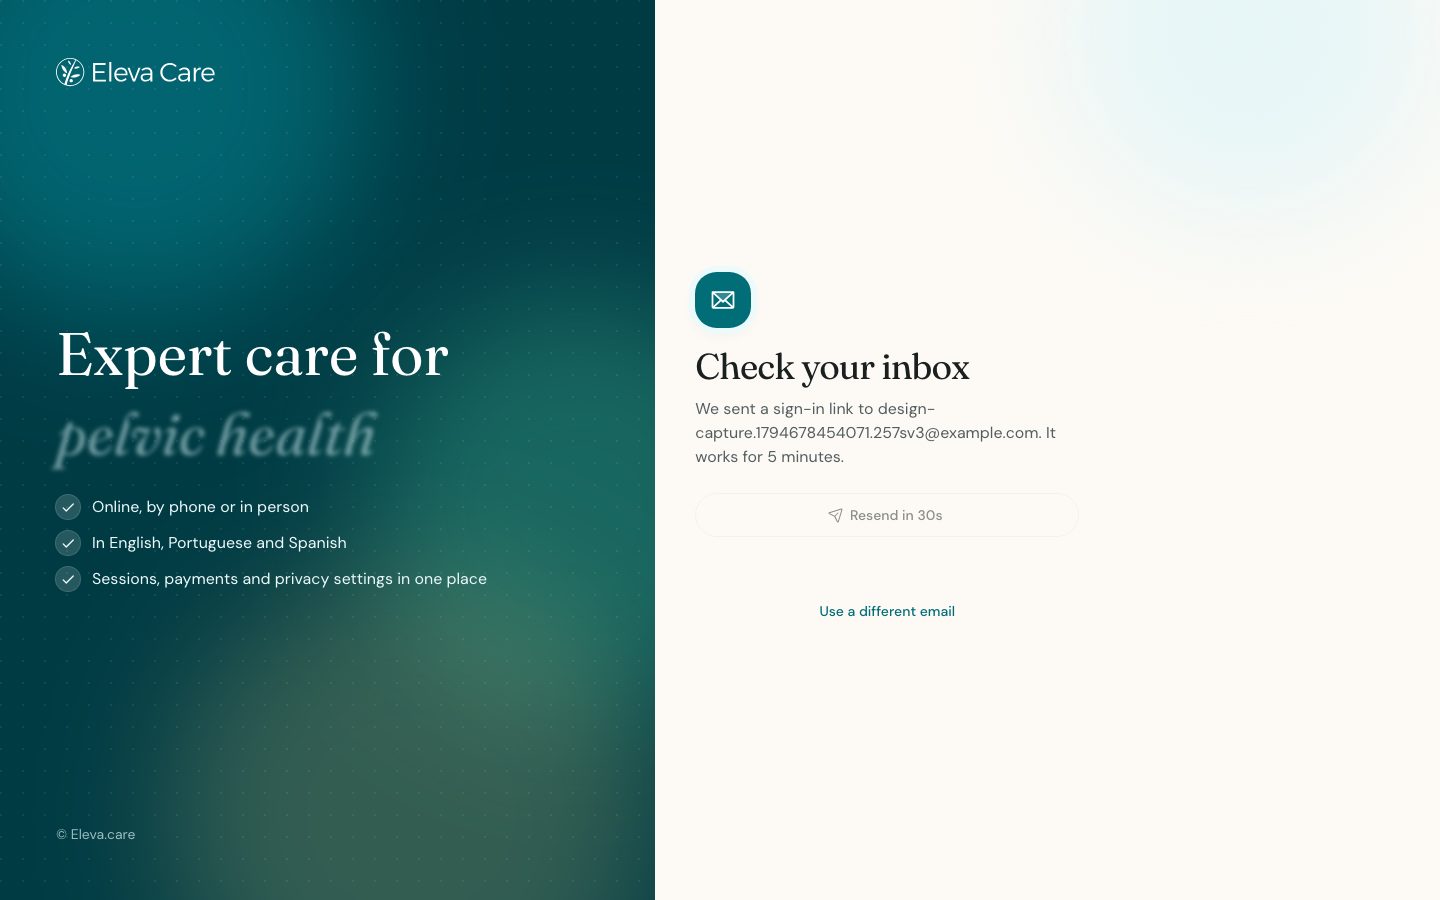 Eleva Care
Expert care for
pelvic health
Online, by phone or in person
In English, Portuguese and Spanish
Sessions, payments and privacy settings in one place
© Eleva.care
Check your inbox
We sent a sign-in link to design-
capture.1794678454071.257sv3@example.com. It
works for 5 minutes.
Resend in 30s
Use a different email